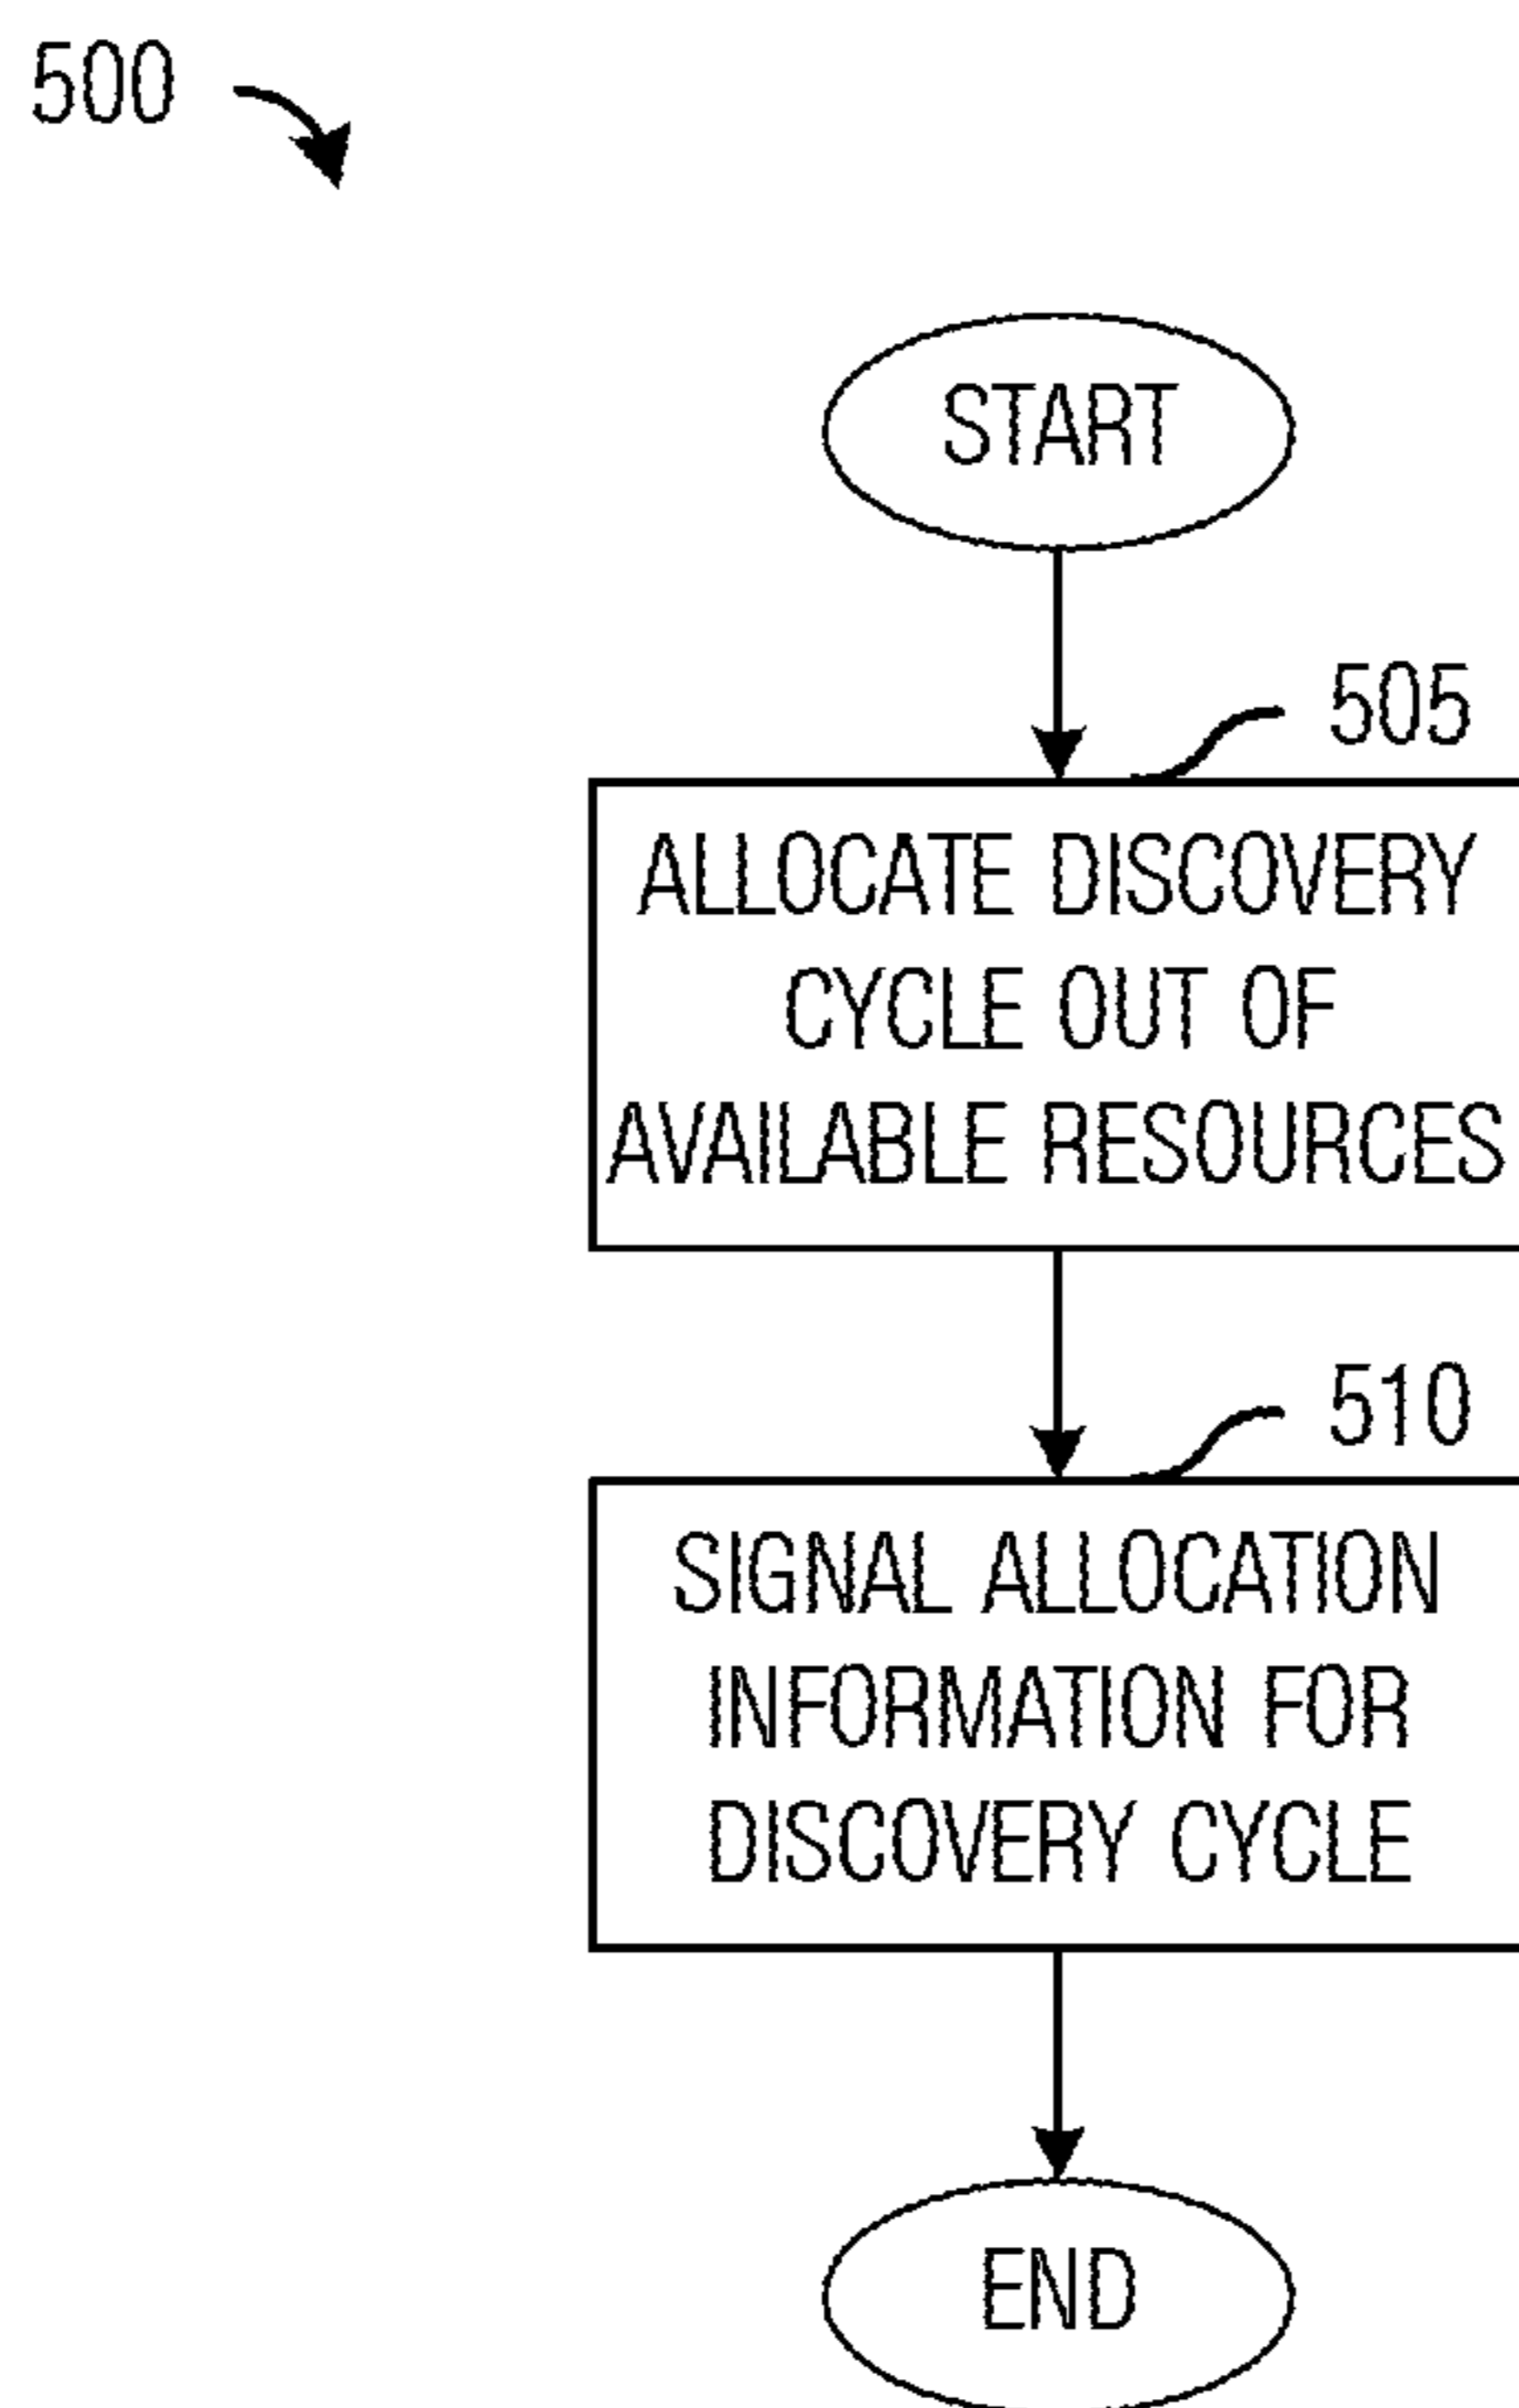 500
START
505
ALLOCATE DISCOVERY
CYCLE OUT OF
AVAILABLE RESOURCES
510
SIGNAL ALLOCATION
INFORMATION FOR
DISCOVERY CYCLE
END